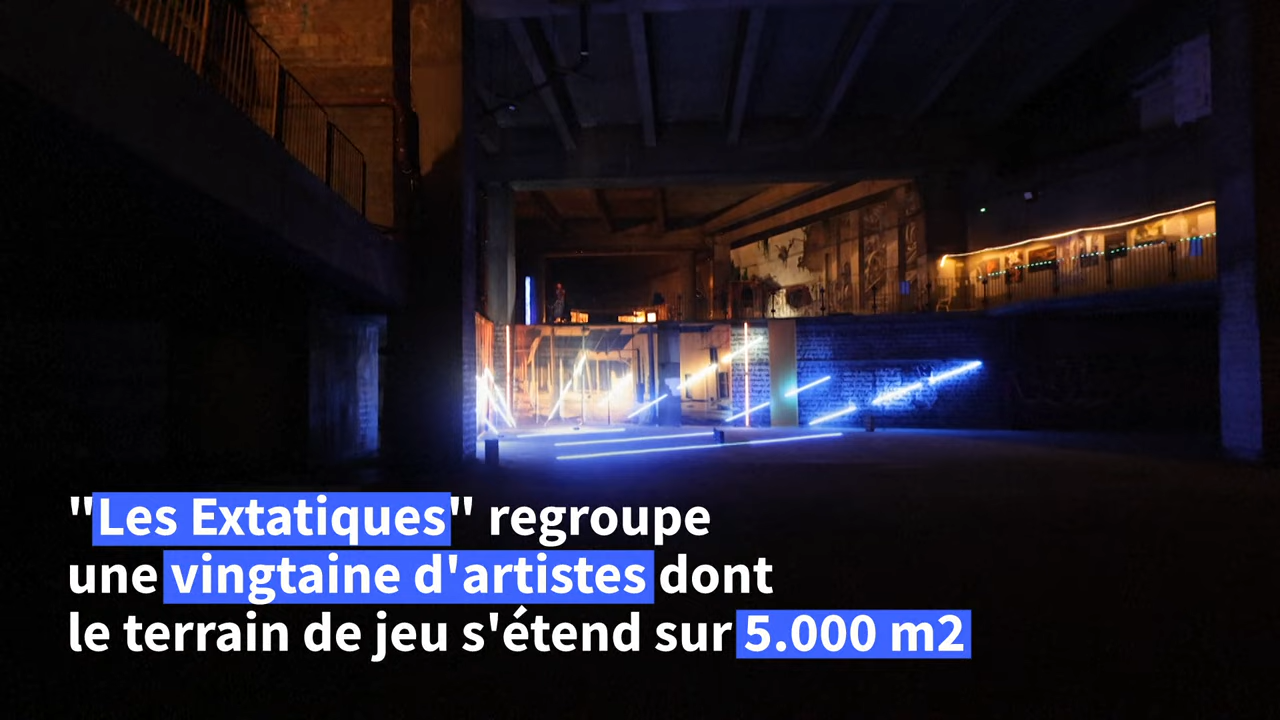 "Les Extatiques" regroupe
une vingtaine d'artistes dont
le terrain de jeu s'étend sur 5.000 m2